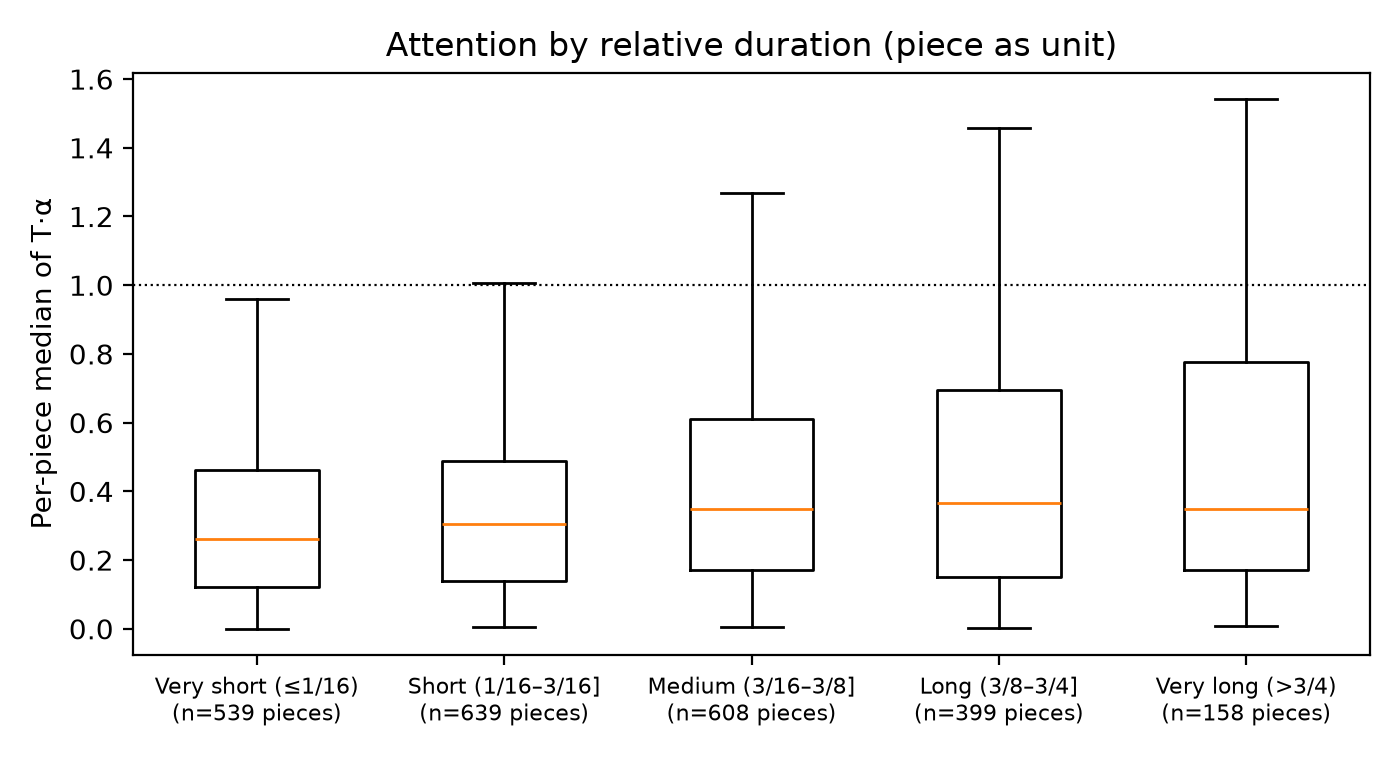 Attention by relative duration (piece as unit)
Per-piece median of T·α
1.6
1.4
1.2
1.0
0.8
0.6
0.4
0.2
0.0
Very short (≤1/16)
(n=539 pieces)
Short (1/16–3/16]
(n=639 pieces)
Medium (3/16–3/8]
(n=608 pieces)
Long (3/8–3/4]
(n=399 pieces)
Very long (>3/4)
(n=158 pieces)